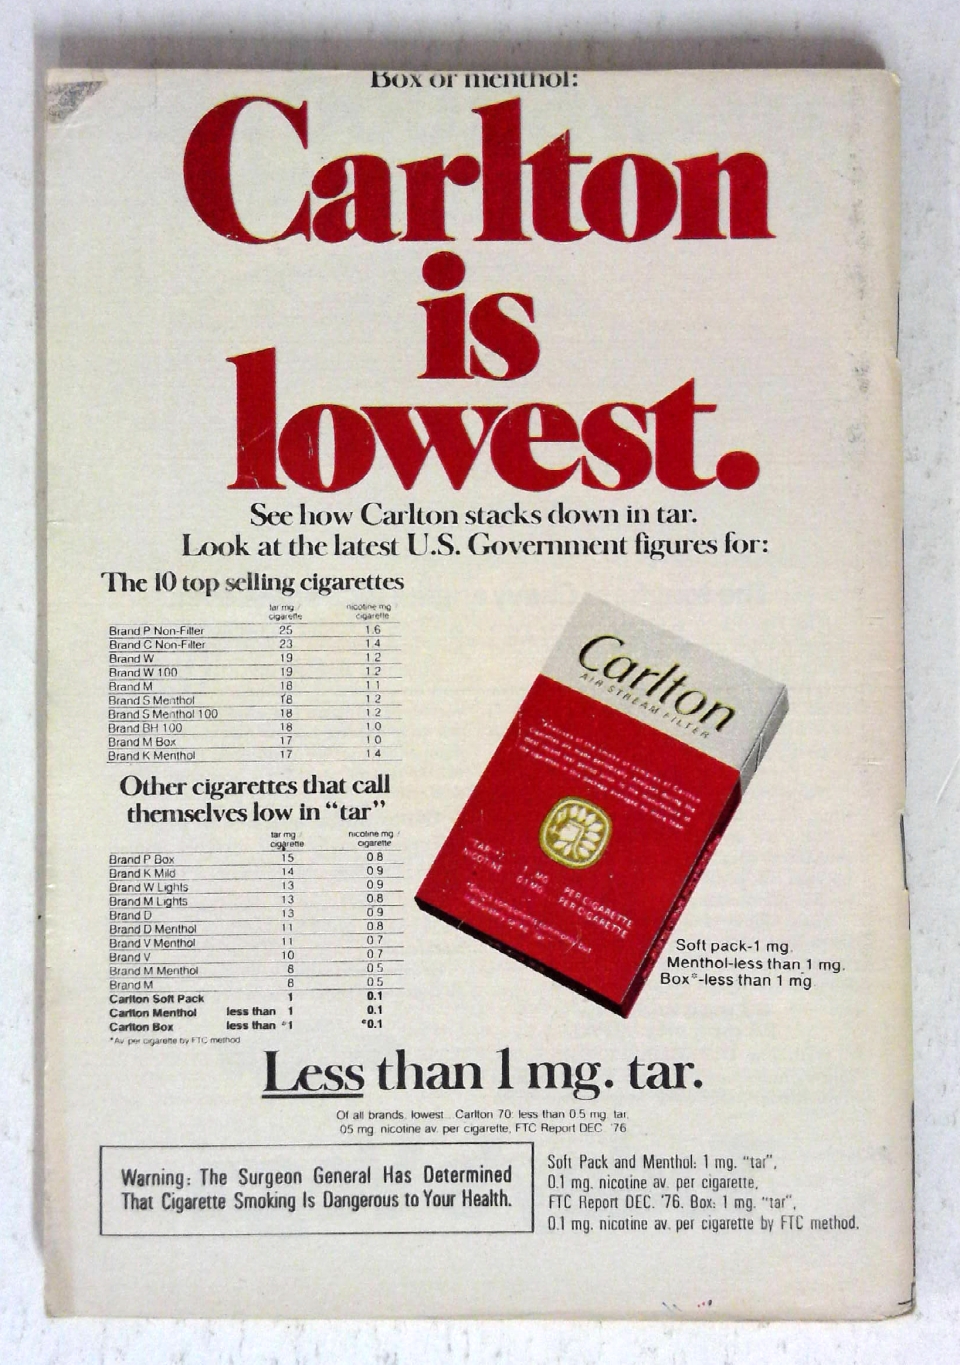 Box or menthol:
Carlton
is
lowest.
See how Carlton stacks down in tar.
Look at the latest U.S. Government figures for:
The 10 top selling cigarettes
tar mg / cigarette nicotine mg / cigarette
Brand P Non-Filter 25 1.6
Brand C Non-Filter 23 1.4
Brand W 19 1.2
Brand W 100 19 1.2
Brand M 18 1.1
Brand S Menthol 18 1.2
Brand S Menthol 100 18 1.2
Brand BH 100 18 1.0
Brand M Box 17 1.0
Brand K Menthol 17 1.4
Other cigarettes that call
themselves low in “tar”
tar mg / cigarette nicotine mg / cigarette
Brand P Box 15 0.8
Brand K Mild 14 0.9
Brand W Lights 13 0.9
Brand M Lights 13 0.8
Brand D 13 0.9
Brand D Menthol 11 0.8
Brand V Menthol 11 0.7
Brand V 10 0.7
Brand M Menthol 8 0.5
Brand M 8 0.5
Carlton Soft Pack 1 0.1
Carlton Menthol less than 1 0.1
Carlton Box less than *1 *0.1
*Av. per cigarette by FTC method
Carlton
AIR-STREAM FILTER
"TAR"*: 1 MG. PER CIGARETTE
NICOTINE 0.1 MG. PER CIGARETTE
Soft pack-1 mg.
Menthol-less than 1 mg.
Box*-less than 1 mg
Less than 1 mg. tar.
Of all brands, lowest...Carlton 70: less than 0.5 mg. tar,
.05 mg. nicotine av. per cigarette, FTC Report DEC. '76
Warning: The Surgeon General Has Determined
That Cigarette Smoking Is Dangerous to Your Health.
Soft Pack and Menthol: 1 mg. “tar”,
0.1 mg. nicotine av. per cigarette,
FTC Report DEC. '76. Box: 1 mg. “tar”,
0.1 mg. nicotine av. per cigarette by FTC method.